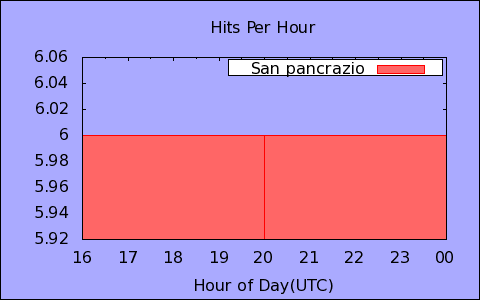 Hits Per Hour
6.06
6.04
6.02
6
5.98
5.96
5.94
5.92
San pancrazio
16 17 18 19 20 21 22 23 00
Hour of Day(UTC)